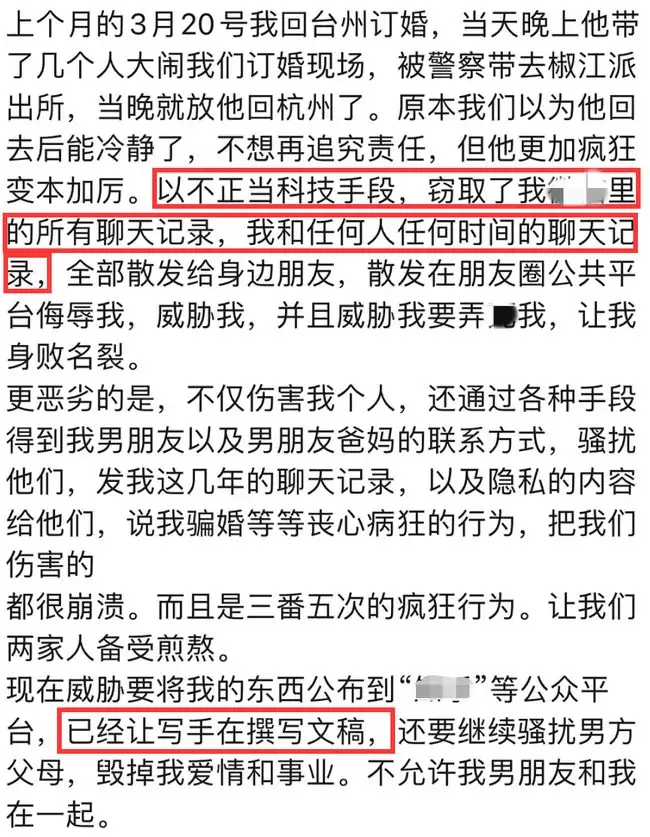 上个月的3月20号我回台州订婚，当天晚上他带
了几个人大闹我们订婚现场，被警察带去椒江派
出所，当晚就放他回杭州了。原本我们以为他回
去后能冷静了，不想再追究责任，但他更加疯狂
变本加厉。以不正当科技手段，窃取了我里
的所有聊天记录，我和任何人任何时间的聊天记
录，全部散发给身边朋友，散发在朋友圈公共平
台侮辱我，威胁我，并且威胁我要弄我，让我
身败名裂。
更恶劣的是，不仅伤害我个人，还通过各种手段
得到我男朋友以及男朋友爸妈的联系方式，骚扰
他们，发我这几年的聊天记录，以及隐私的内容
给他们，说我骗婚等等丧心病狂的行为，把我们
伤害的
都很崩溃。而且是三番五次的疯狂行为。让我们
两家人备受煎熬。
现在威胁要将我的东西公布到“”等公众平
台，已经让写手在撰写文稿，还要继续骚扰男方
父母，毁掉我爱情和事业。不允许我男朋友和我
在一起。